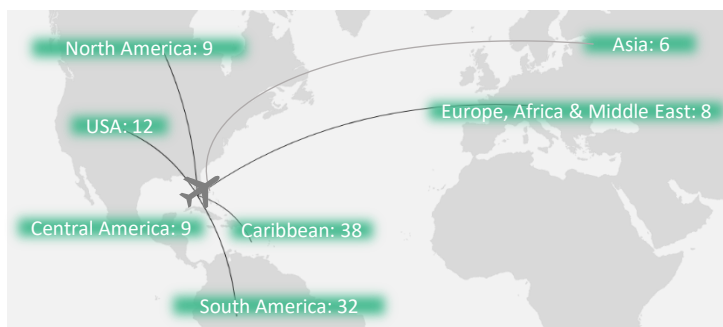 North America: 9
Asia: 6
Europe, Africa & Middle East: 8
USA: 12
Central America: 9
Caribbean: 38
South America: 32